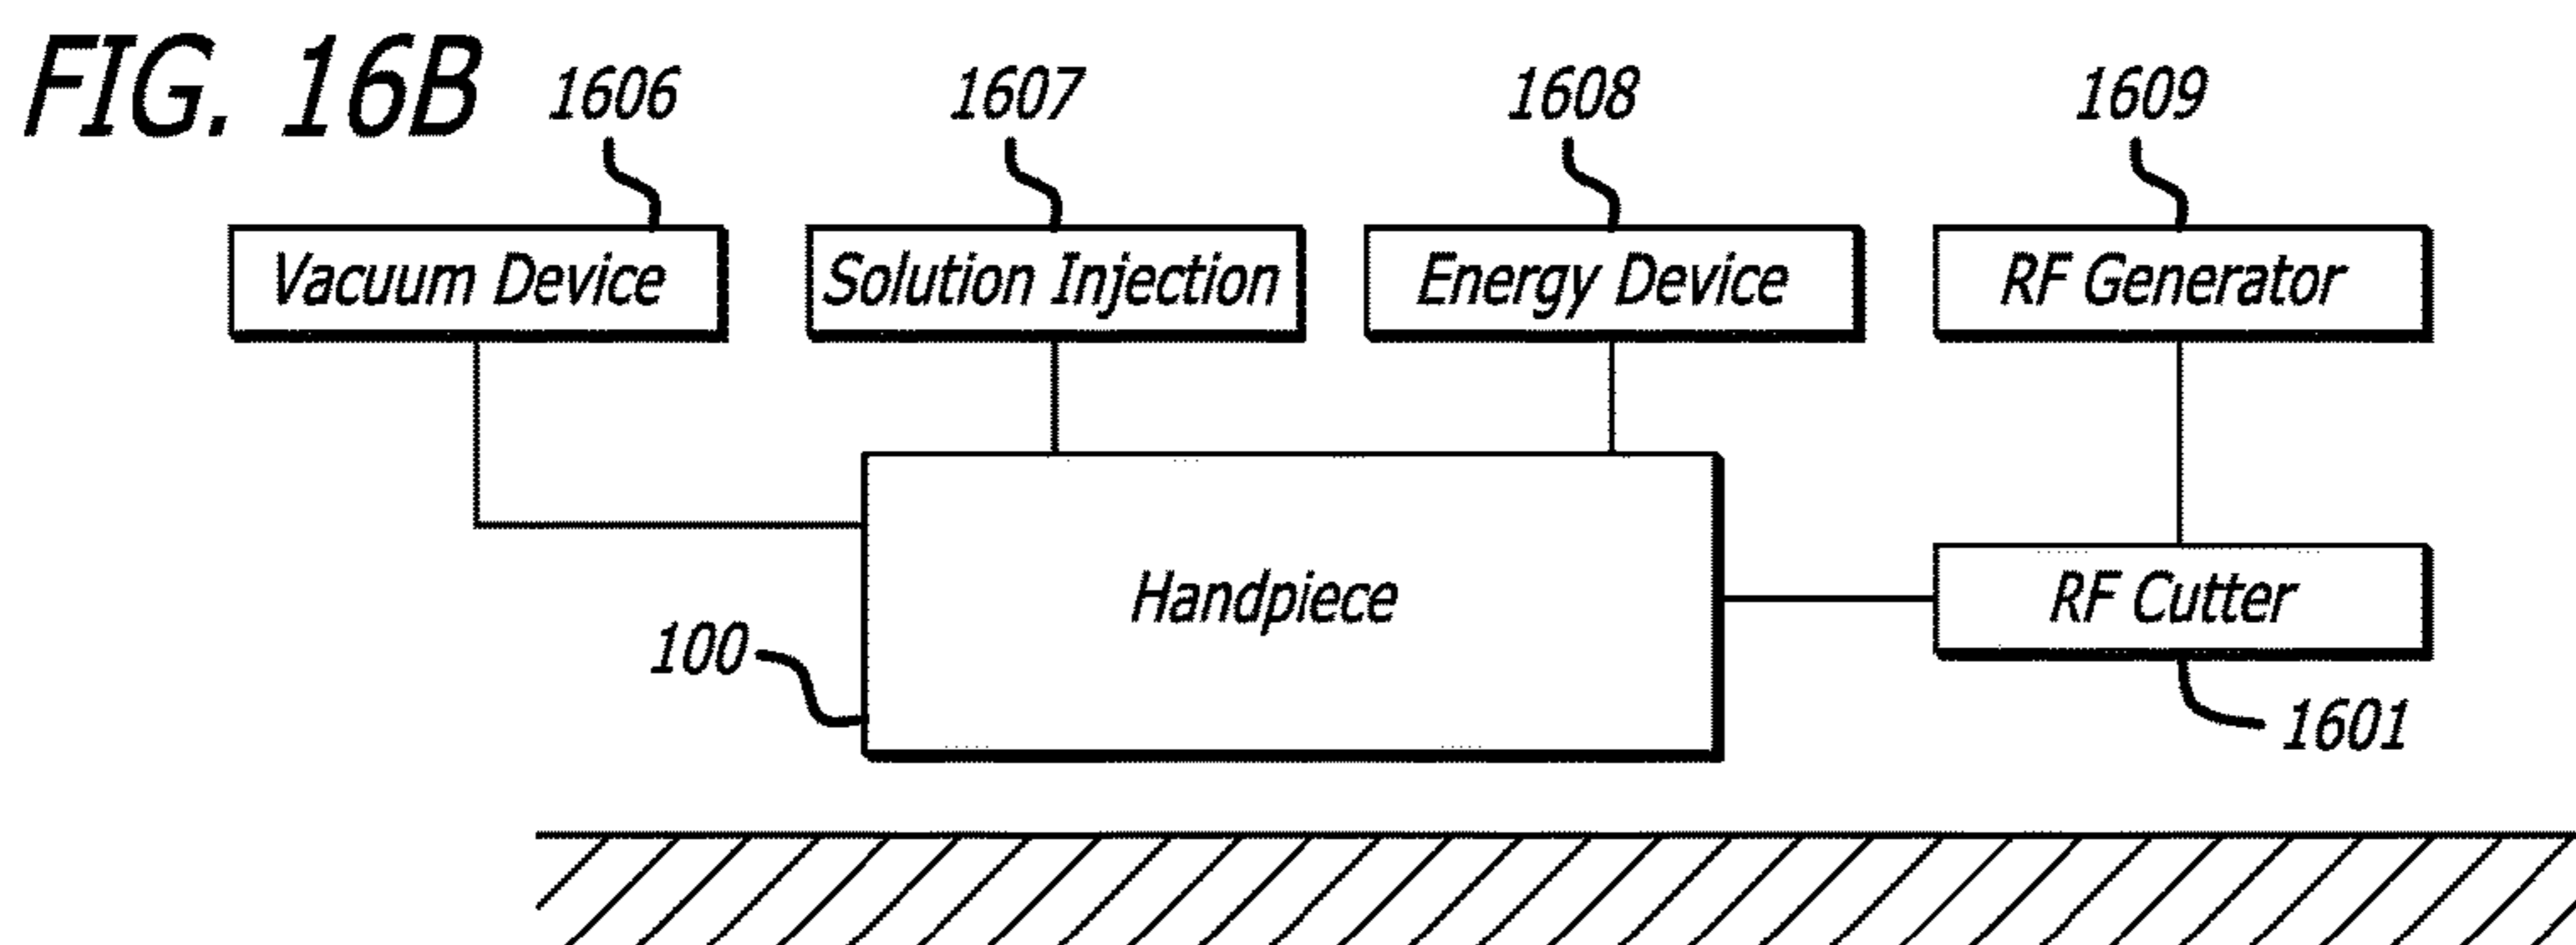 FIG. 16B
1606 1607 1608 1609
Vacuum Device Solution Injection Energy Device RF Generator
Handpiece RF Cutter
100
1601